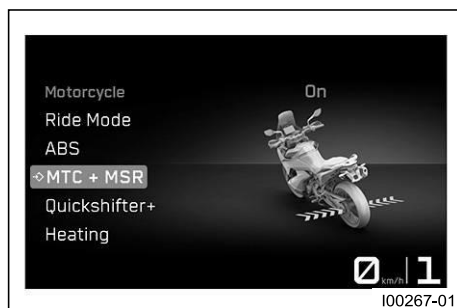 Motorcycle
On
Ride Mode
ABS
MTC + MSR
Quickshifter+
Heating
0 km/h 1
I00267-01